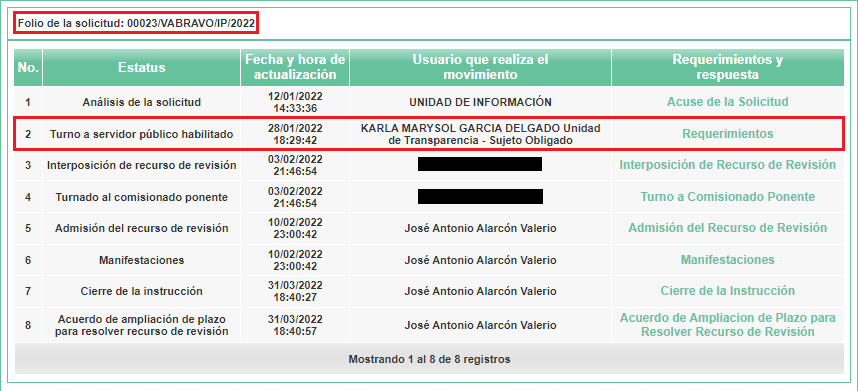 Folio de la solicitud: 00023/VABRAVO/IP/2022
No. Estatus Fecha y hora de actualización Usuario que realiza el movimiento Requerimientos y respuesta
1 Análisis de la solicitud 12/01/2022 14:33:36 UNIDAD DE INFORMACIÓN Acuse de la Solicitud
2 Turno a servidor público habilitado 28/01/2022 18:29:42 KARLA MARYSOL GARCIA DELGADO Unidad de Transparencia - Sujeto Obligado Requerimientos
3 Interposición de recurso de revisión 03/02/2022 21:46:54 Interposición de Recurso de Revisión
4 Turnado al comisionado ponente 03/02/2022 21:46:54 Turno a Comisionado Ponente
5 Admisión del recurso de revisión 10/02/2022 23:00:42 José Antonio Alarcón Valerio Admisión del Recurso de Revisión
6 Manifestaciones 10/02/2022 23:00:42 José Antonio Alarcón Valerio Manifestaciones
7 Cierre de la instrucción 31/03/2022 18:40:27 José Antonio Alarcón Valerio Cierre de la Instrucción
8 Acuerdo de ampliación de plazo para resolver recurso de revisión 31/03/2022 18:40:57 José Antonio Alarcón Valerio Acuerdo de Ampliacion de Plazo para Resolver Recurso de Revisión
Mostrando 1 al 8 de 8 registros